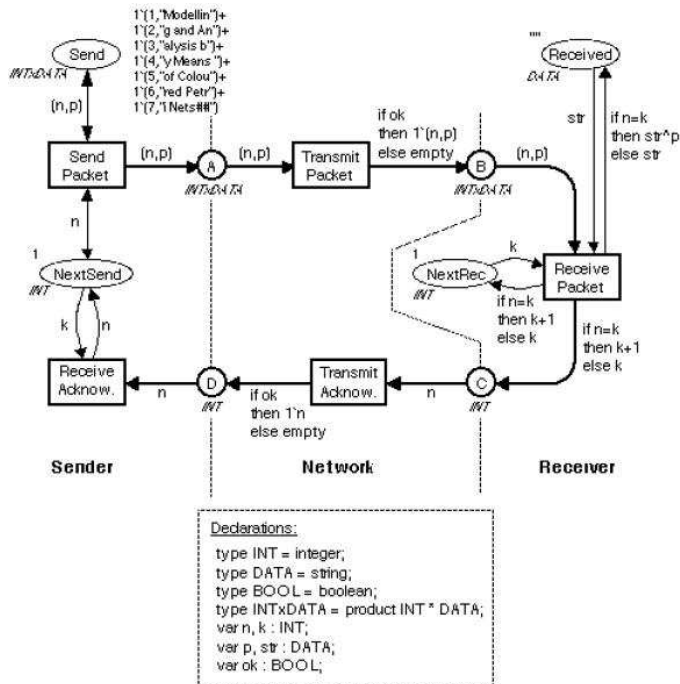 Send
INTxDATA
1`(1,"Modellin")+
1`(2,"g and An")+
1`(3,"alysis b")+
1`(4,"y Means ")+
1`(5,"of Colou")+
1`(6,"red Petr")+
1`(7,"i Nets##")
""
Received
DATA
(n,p)
str
if n=k
then str^p
else str
if ok
then 1`(n,p)
else empty
Send
Packet
(n,p)
A
INTxDATA
(n,p)
Transmit
Packet
B
INTxDATA
(n,p)
n
1
NextSend
INT
1
NextRec
INT
k
Receive
Packet
if n=k
then k+1
else k
if n=k
then k+1
else k
k
n
Receive
Acknow.
n
D
INT
if ok
then 1`n
else empty
Transmit
Acknow.
n
C
INT
Sender
Network
Receiver
Declarations:
type INT = integer;
type DATA = string;
type BOOL = boolean;
type INTxDATA = product INT * DATA;
var n, k : INT;
var p, str : DATA;
var ok : BOOL;